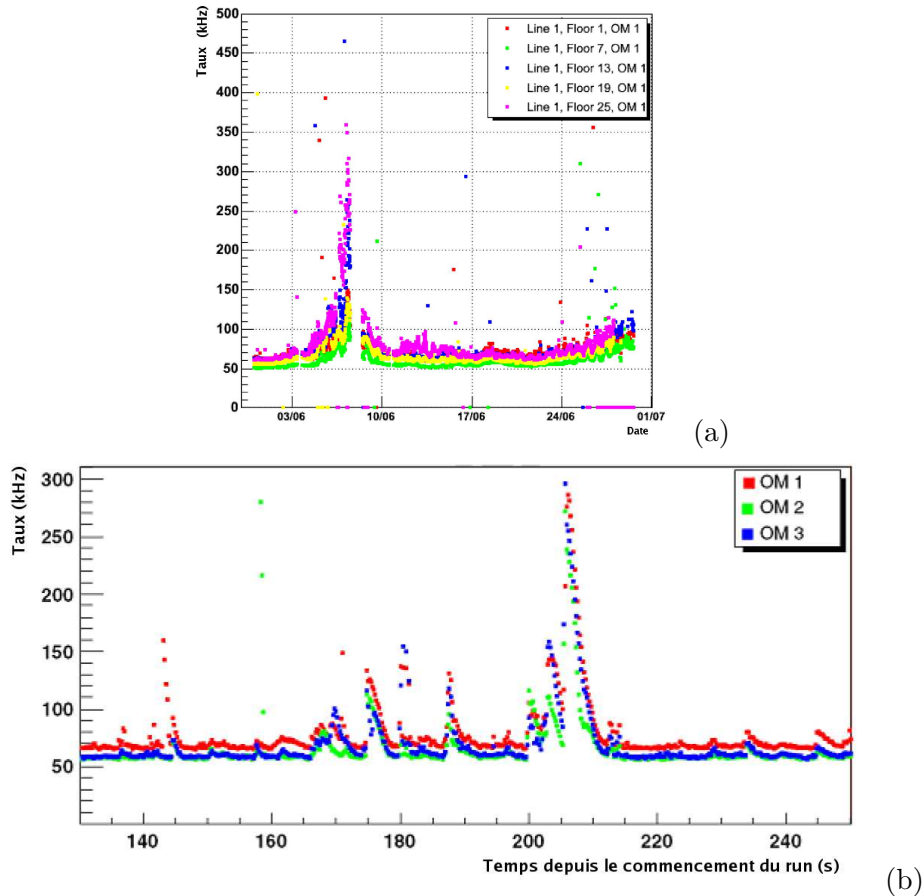 Taux (kHz)
500
450
400
350
300
250
200
150
100
50
0
Line 1, Floor 1, OM 1
Line 1, Floor 7, OM 1
Line 1, Floor 13, OM 1
Line 1, Floor 19, OM 1
Line 1, Floor 25, OM 1
03/06 10/06 17/06 24/06 01/07
Date
(a)
Taux (kHz)
300
250
200
150
100
50
OM 1
OM 2
OM 3
140 160 180 200 220 240
Temps depuis le commencement du run (s)
(b)